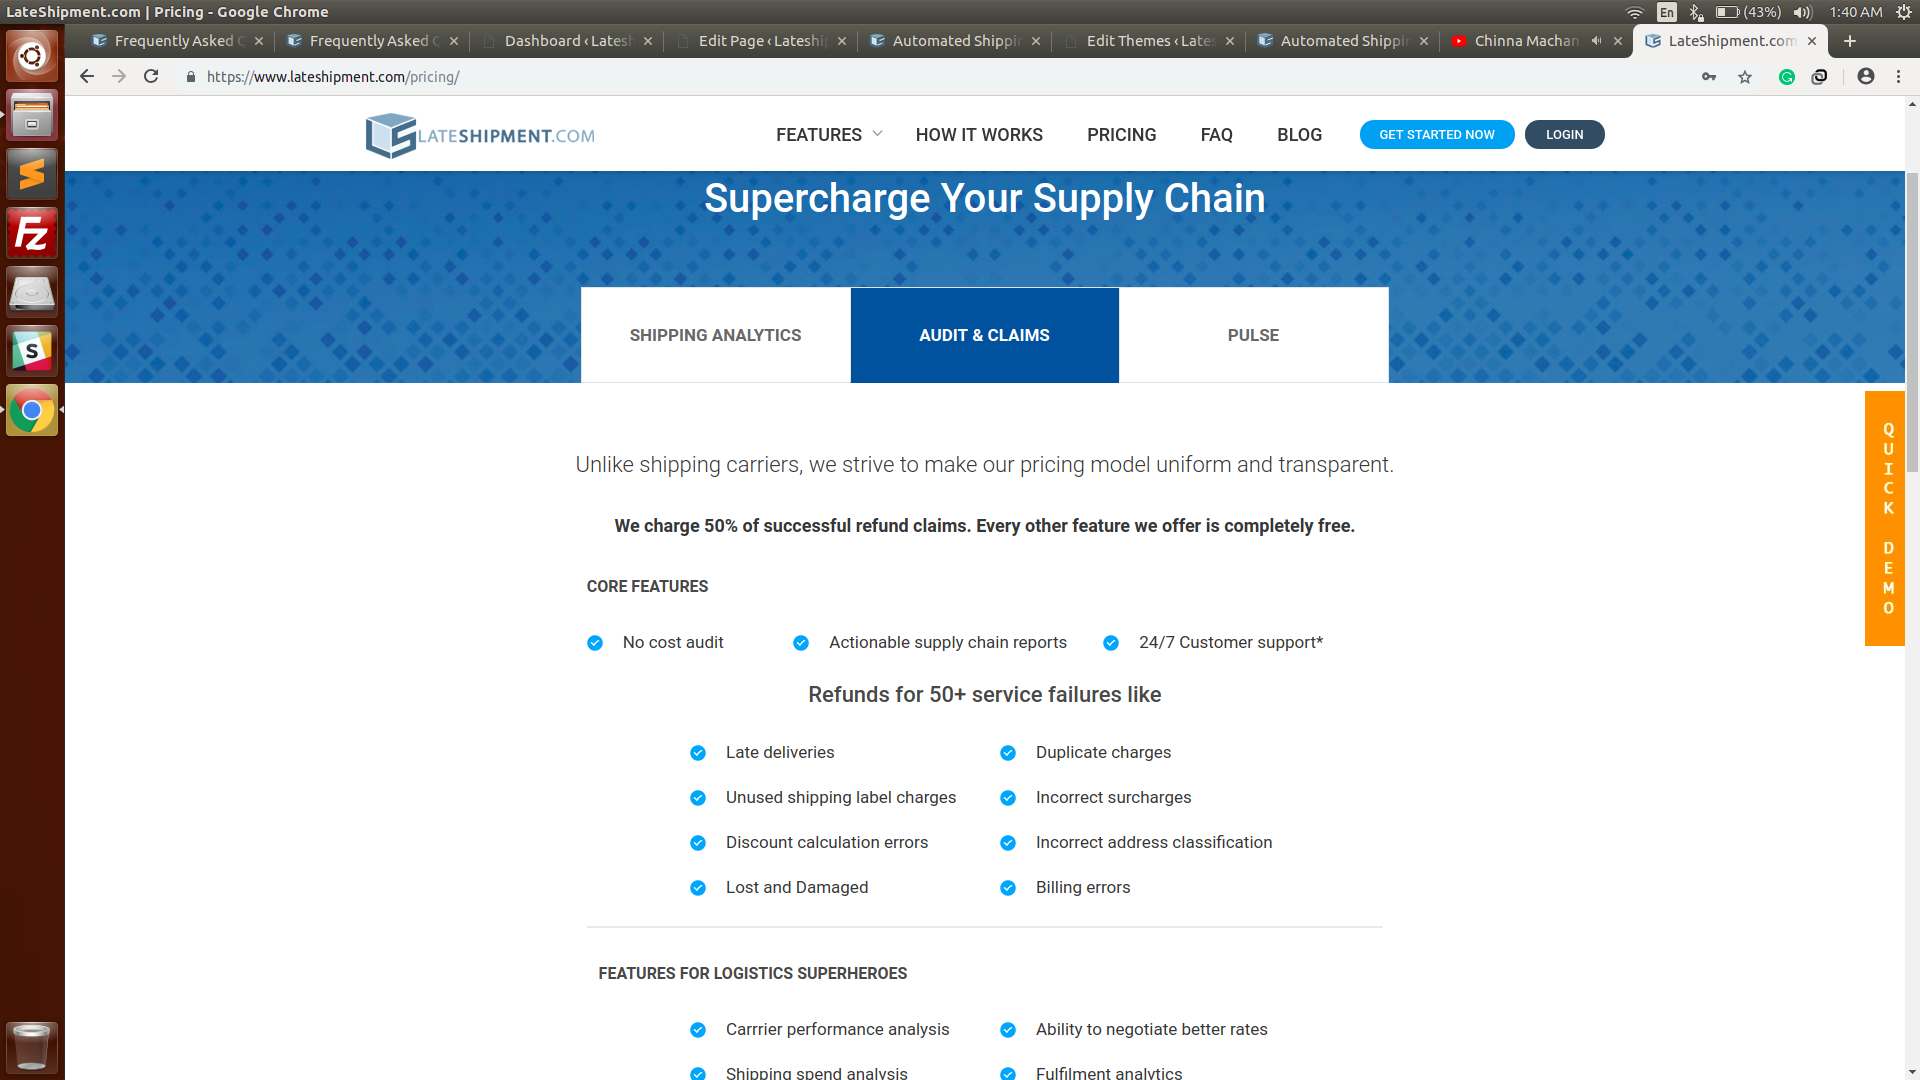 LateShipment.com | Pricing - Google Chrome
En
(43%)
1:40 AM
Frequently Asked
Frequently Asked
Dashboard ‹ Lates
Edit Page ‹ Lateship
Automated Shippin
Edit Themes ‹ Lates
Automated Shippin
Chinna Machan
LateShipment.com
https://www.lateshipment.com/pricing/
LATESHIPMENT.COM
FEATURES
HOW IT WORKS
PRICING
FAQ
BLOG
GET STARTED NOW
LOGIN
Supercharge Your Supply Chain
SHIPPING ANALYTICS
AUDIT & CLAIMS
PULSE
QUICK DEMO
Unlike shipping carriers, we strive to make our pricing model uniform and transparent.
We charge 50% of successful refund claims. Every other feature we offer is completely free.
CORE FEATURES
No cost audit
Actionable supply chain reports
24/7 Customer support*
Refunds for 50+ service failures like
Late deliveries
Duplicate charges
Unused shipping label charges
Incorrect surcharges
Discount calculation errors
Incorrect address classification
Lost and Damaged
Billing errors
FEATURES FOR LOGISTICS SUPERHEROES
Carrrier performance analysis
Ability to negotiate better rates
Shipping spend analysis
Fulfilment analytics